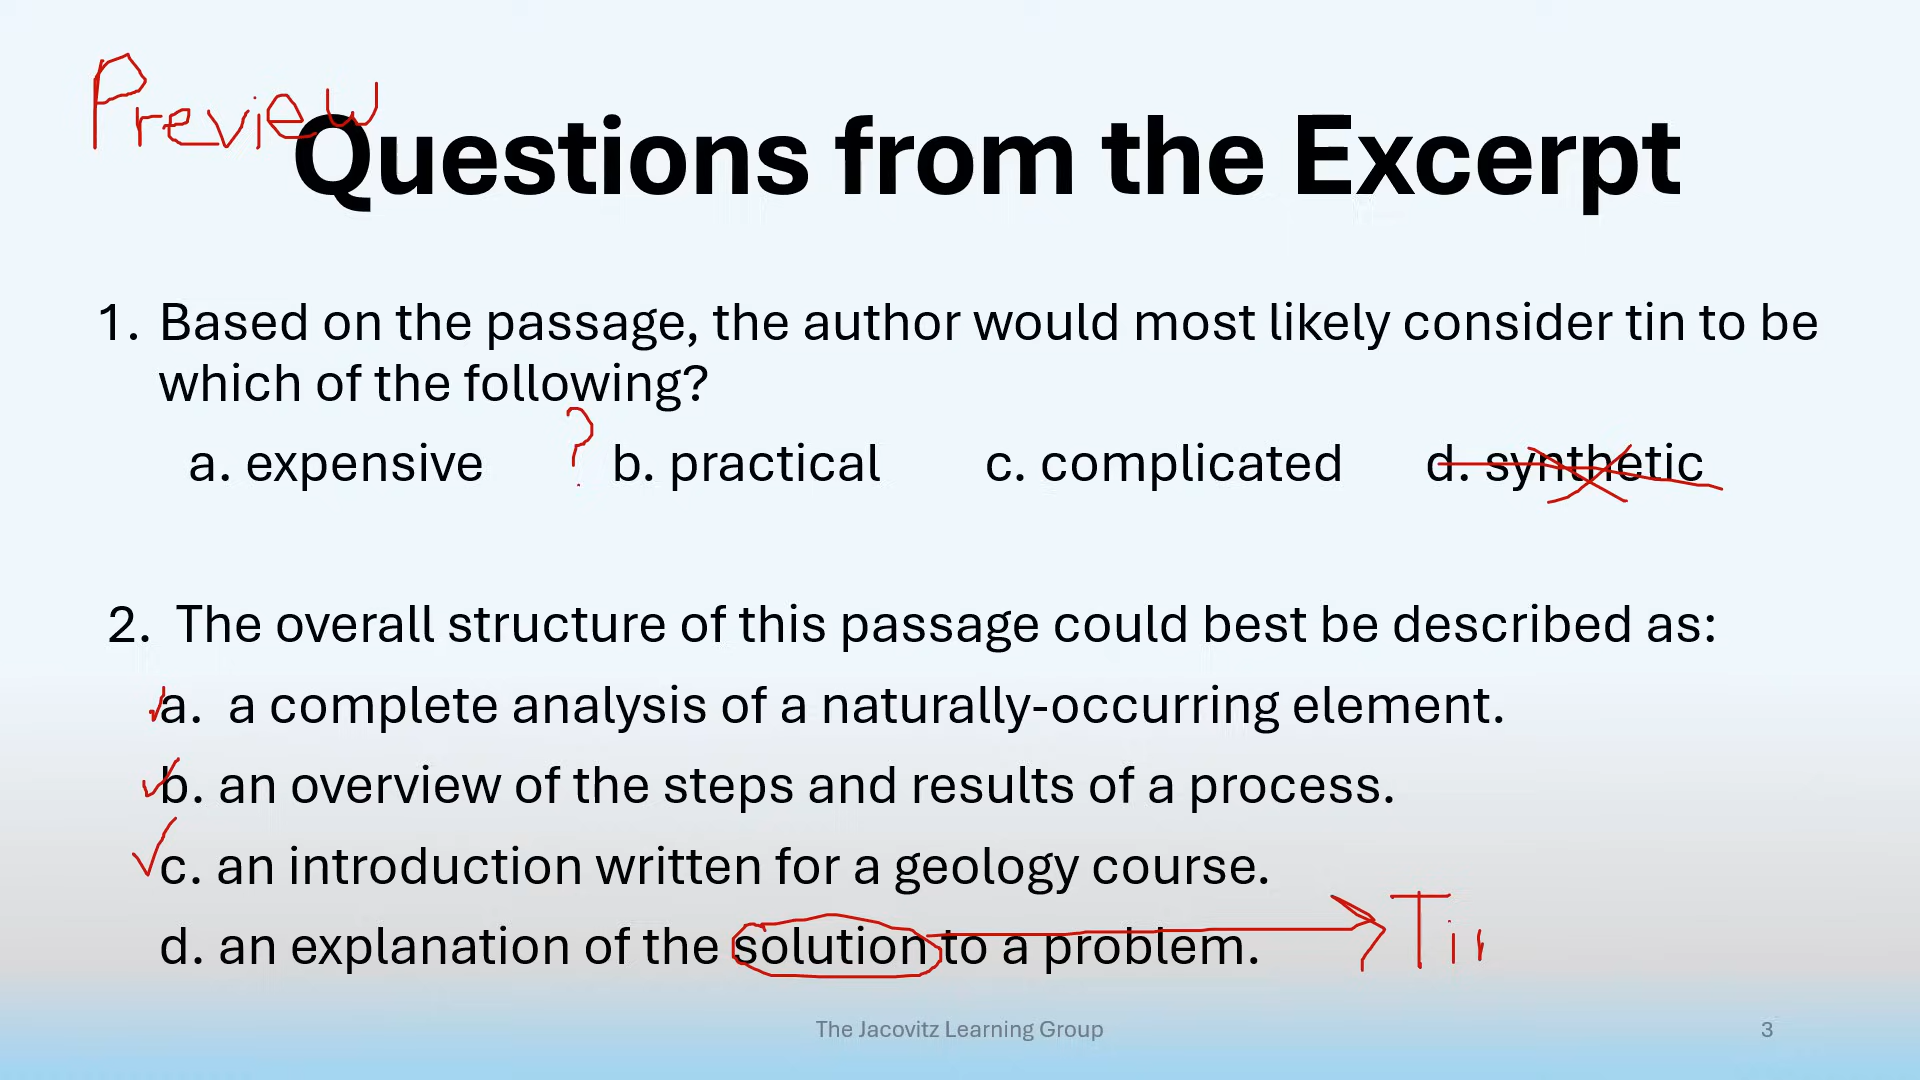 Preview
Questions from the Excerpt
1. Based on the passage, the author would most likely consider tin to be
which of the following?
a. expensive ? b. practical c. complicated d. synthetic
2. The overall structure of this passage could best be described as:
a. a complete analysis of a naturally-occurring element.
b. an overview of the steps and results of a process.
c. an introduction written for a geology course.
d. an explanation of the solution to a problem.
The Jacovitz Learning Group 3